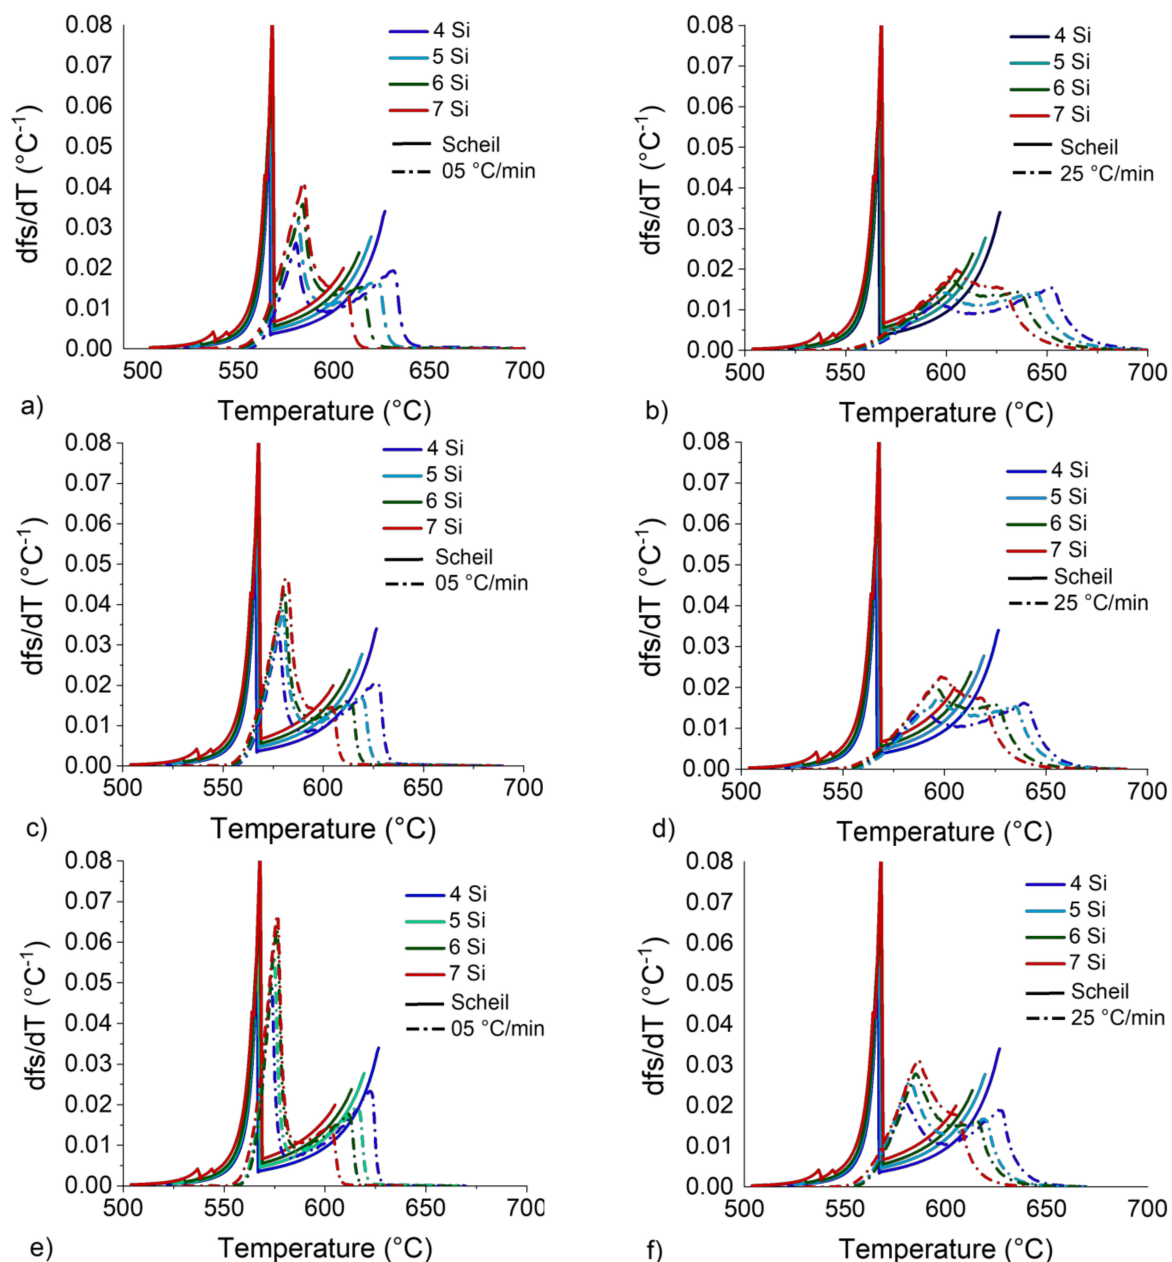 dfs/dT (°C-1)
0.08
0.07
0.06
0.05
0.04
0.03
0.02
0.01
0.00
4 Si
5 Si
6 Si
7 Si
Scheil
05 °C/min
500
550
600
650
700
Temperature (°C)
a)
dfs/dT (°C-1)
0.08
0.07
0.06
0.05
0.04
0.03
0.02
0.01
0.00
4 Si
5 Si
6 Si
7 Si
Scheil
25 °C/min
500
550
600
650
700
Temperature (°C)
b)
dfs/dT (°C-1)
0.08
0.07
0.06
0.05
0.04
0.03
0.02
0.01
0.00
4 Si
5 Si
6 Si
7 Si
Scheil
05 °C/min
500
550
600
650
700
Temperature (°C)
c)
dfs/dT (°C-1)
0.08
0.07
0.06
0.05
0.04
0.03
0.02
0.01
0.00
4 Si
5 Si
6 Si
7 Si
Scheil
25 °C/min
500
550
600
650
700
Temperature (°C)
d)
dfs/dT (°C-1)
0.08
0.07
0.06
0.05
0.04
0.03
0.02
0.01
0.00
4 Si
5 Si
6 Si
7 Si
Scheil
05 °C/min
500
550
600
650
700
Temperature (°C)
e)
dfs/dT (°C-1)
0.08
0.07
0.06
0.05
0.04
0.03
0.02
0.01
0.00
4 Si
5 Si
6 Si
7 Si
Scheil
25 °C/min
500
550
600
650
700
Temperature (°C)
f)